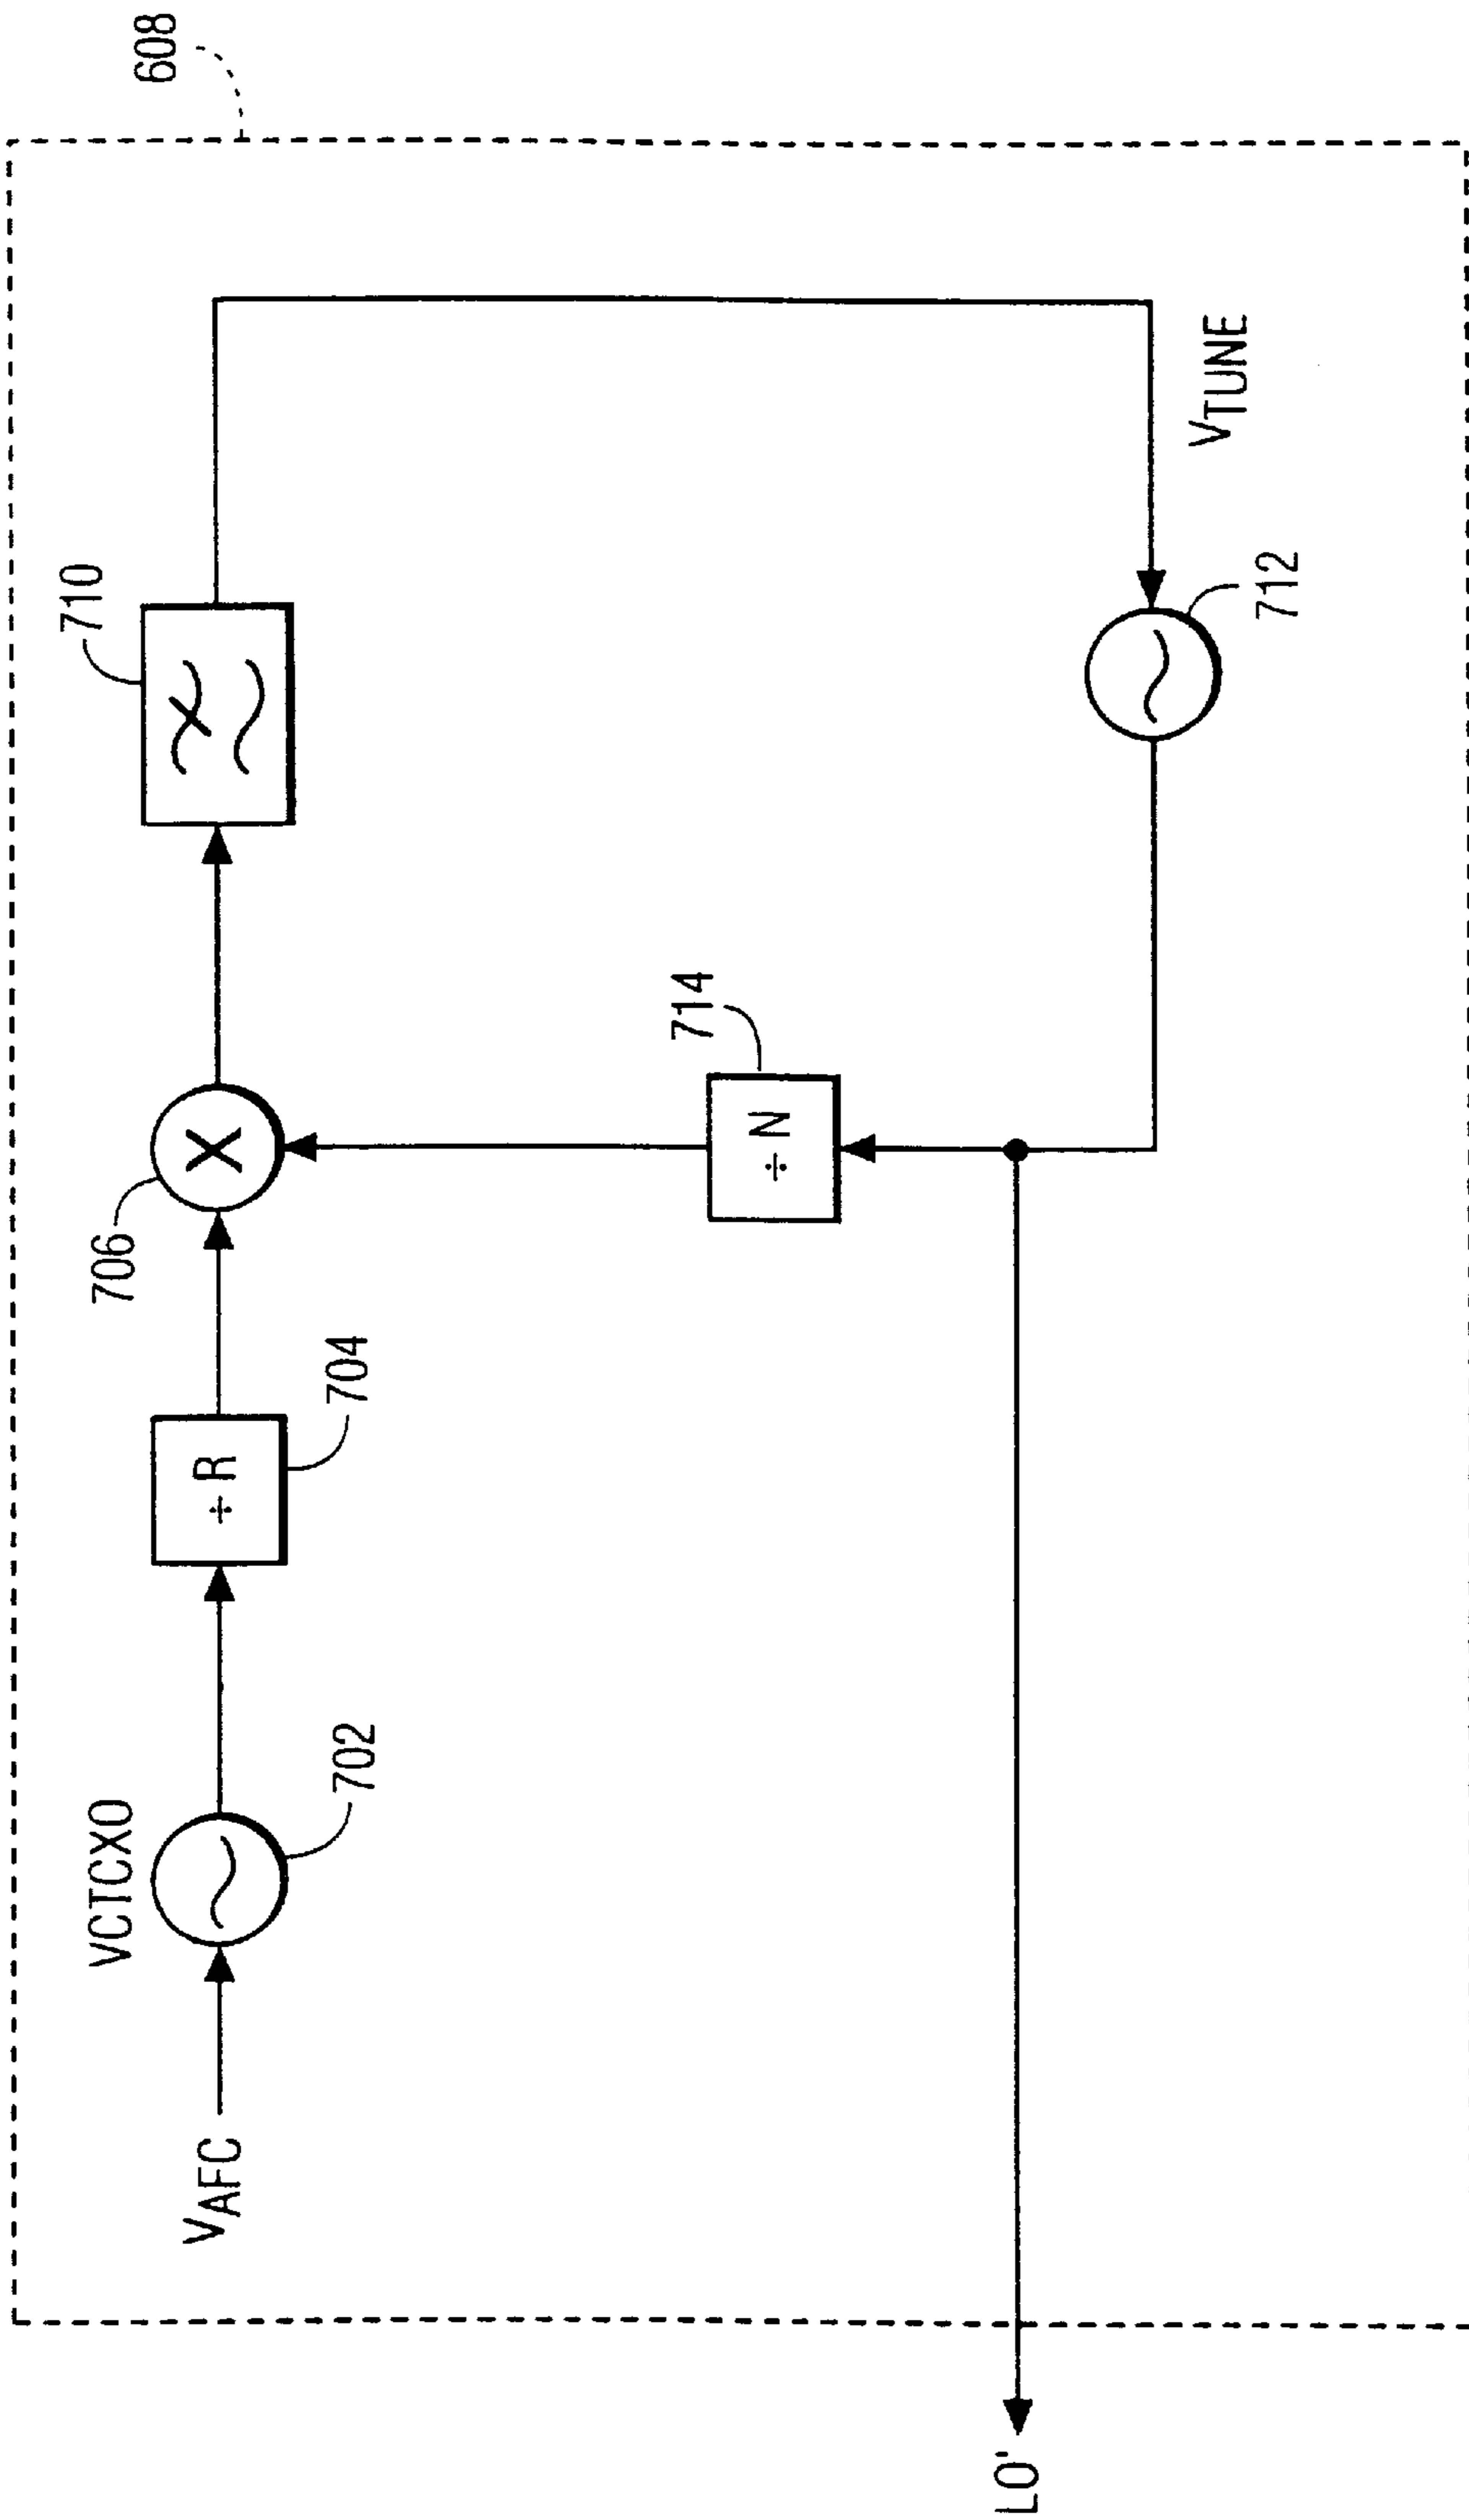 608
710
706
VCTCXO
X
÷ R
704
702
VAFC
714
÷ N
VTUNE
712
LO'